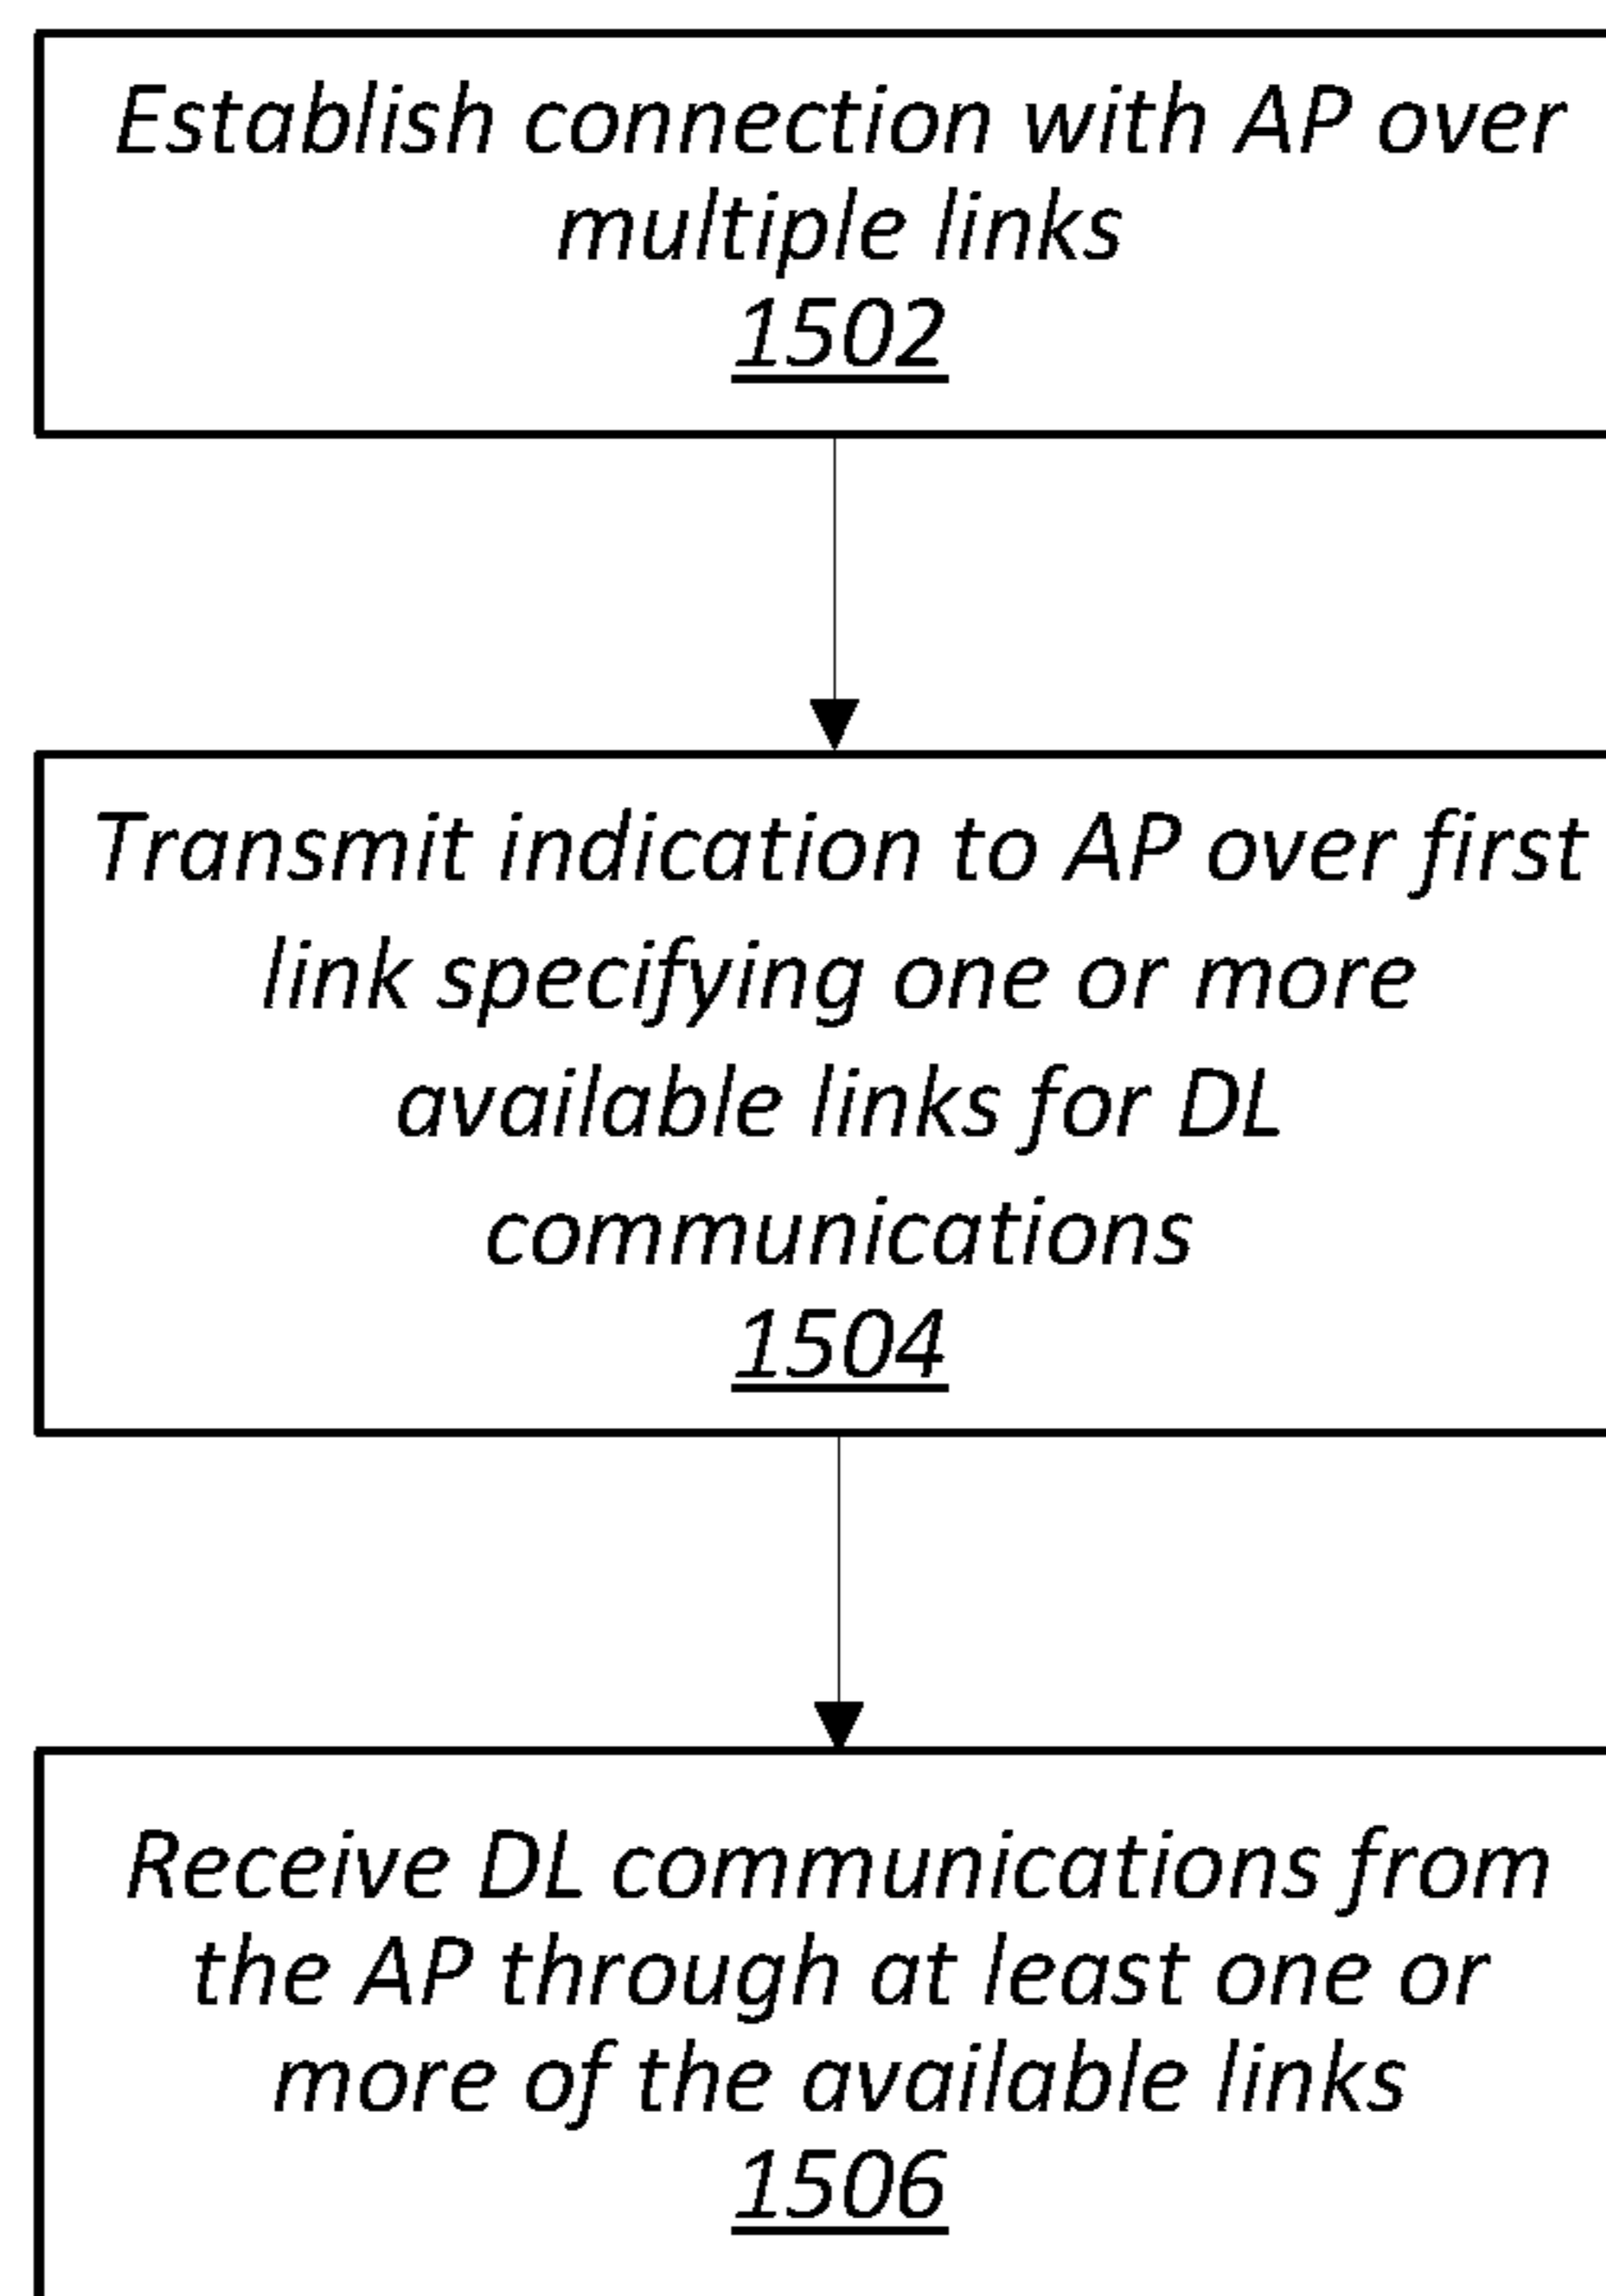 Establish connection with AP over
multiple links
1502
Transmit indication to AP over first
link specifying one or more
available links for DL
communications
1504
Receive DL communications from
the AP through at least one or
more of the available links
1506